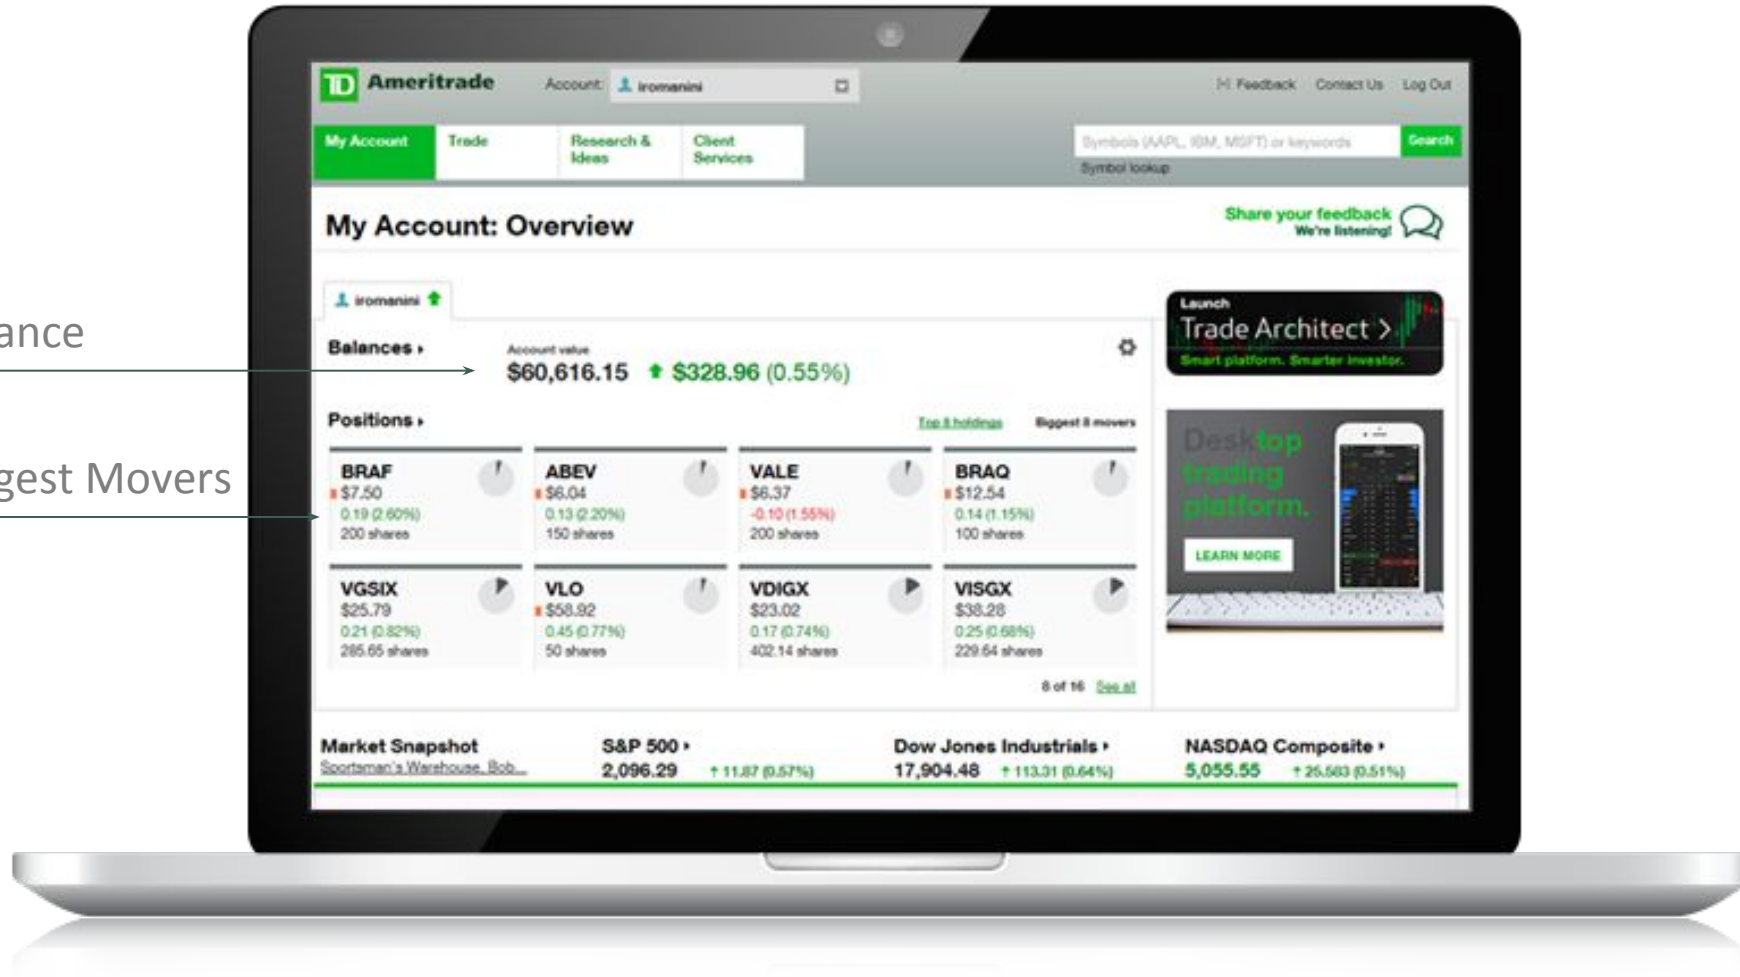 TD Ameritrade
Account: iromanini
[+] Feedback Contact Us Log Out
My Account
Trade
Research &
Ideas
Client
Services
Symbols (AAPL, IBM, MSFT) or keywords
Search
Symbol lookup
My Account: Overview
Share your feedback
We're listening!
iromanini
ance
Balances
Account value
$60,616.15 $328.96 (0.55%)
Launch
Trade Architect >
Smart platform. Smarter investor.
Positions
Top 8 holdings Biggest 8 movers
gest Movers
BRAF
$7.50
0.19 (2.60%)
200 shares
ABEV
$6.04
0.13 (2.20%)
150 shares
VALE
$6.37
-0.10 (1.55%)
200 shares
BRAQ
$12.54
0.14 (1.15%)
100 shares
VGSIX
$25.79
0.21 (0.82%)
285.65 shares
VLO
$58.92
0.45 (0.77%)
50 shares
VDIGX
$23.02
0.17 (0.74%)
402.14 shares
VISGX
$38.28
0.25 (0.68%)
229.64 shares
8 of 16 See all
Desktop
trading
platform.
LEARN MORE
Market Snapshot
Sportsman's Warehouse, Bob...
S&P 500
2,096.29 ↑ 11.87 (0.57%)
Dow Jones Industrials
17,904.48 ↑ 113.31 (0.64%)
NASDAQ Composite
5,055.55 ↑ 25.583 (0.51%)